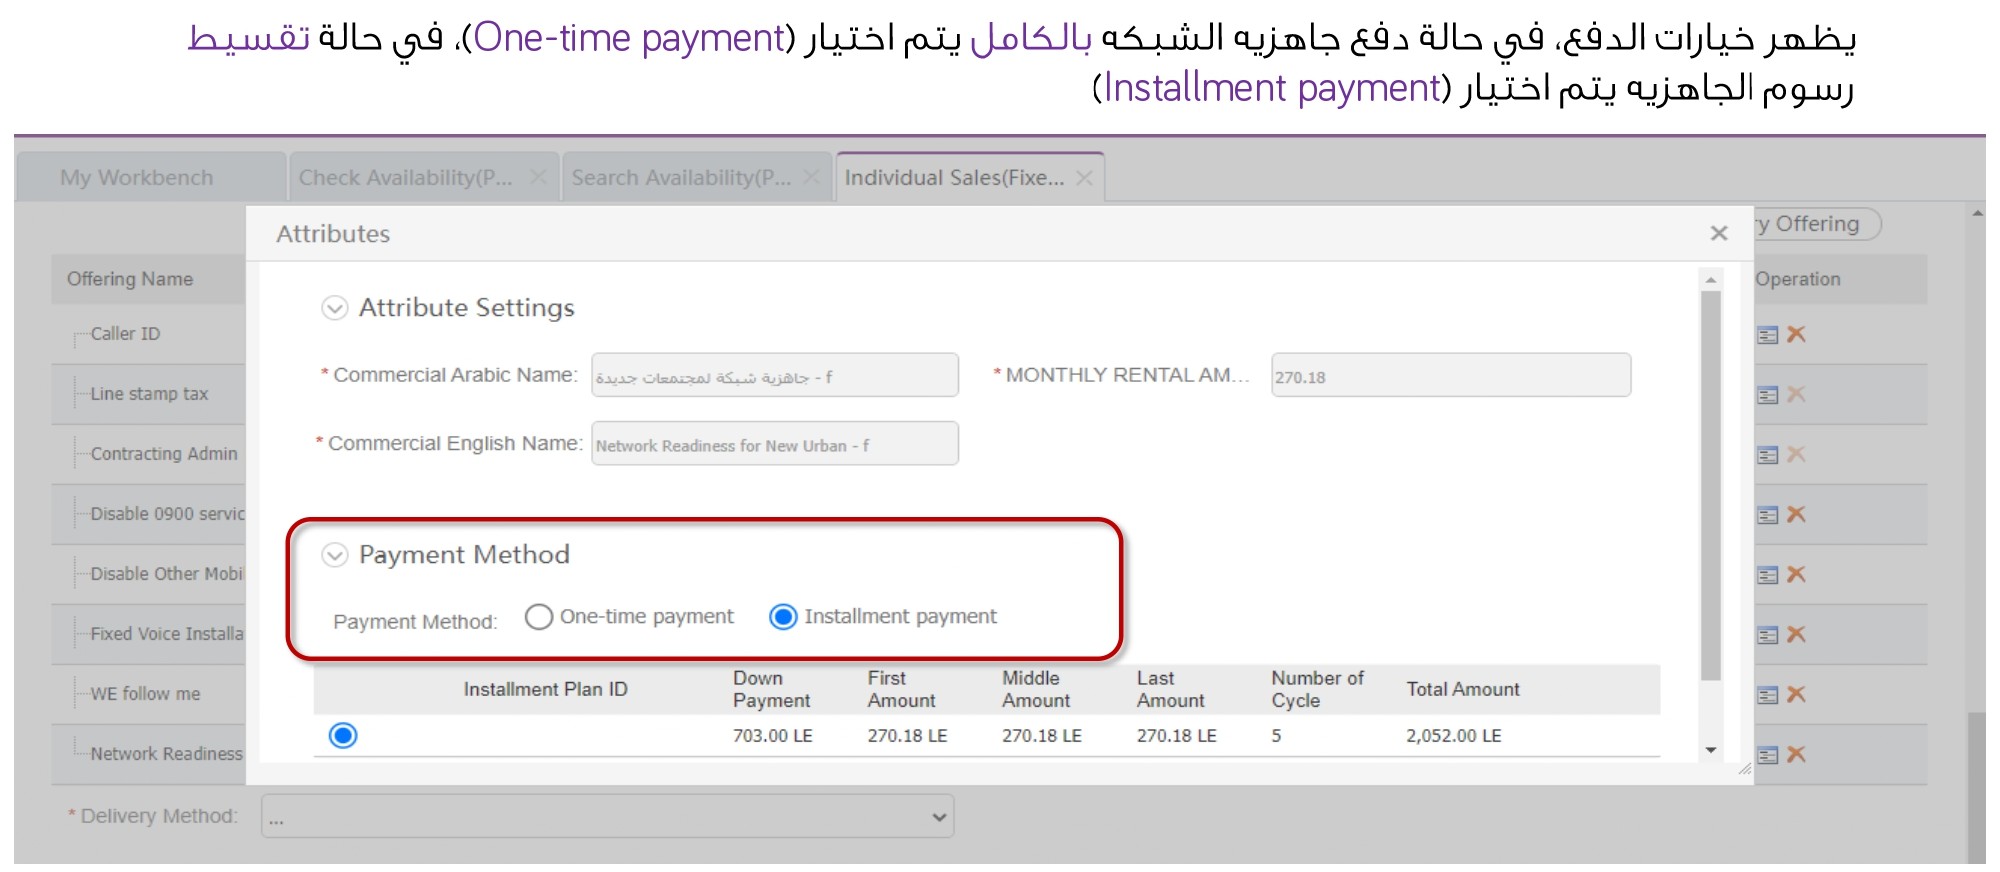 يظهر خيارات الدفع، في حالة دفع جاهزيه الشبكه بالكامل يتم اختيار (One-time payment)، في حالة تقسيط
رسوم الجاهزيه يتم اختيار (Installment payment)
My Workbench
Check Availability(P...
Search Availability(P...
Individual Sales(Fixe...
ry Offering
Attributes
Offering Name
Operation
Attribute Settings
Caller ID
* Commercial Arabic Name: جاهزية شبكة لمجتمعات جديدة - f
* MONTHLY RENTAL AM... 270.18
Line stamp tax
* Commercial English Name: Network Readiness for New Urban - f
Contracting Admin
Disable 0900 servic
Payment Method
Disable Other Mobi
Payment Method: One-time payment Installment payment
Fixed Voice Installa
Installment Plan ID Down Payment First Amount Middle Amount Last Amount Number of Cycle Total Amount
WE follow me
703.00 LE 270.18 LE 270.18 LE 270.18 LE 5 2,052.00 LE
Network Readiness
* Delivery Method: ...